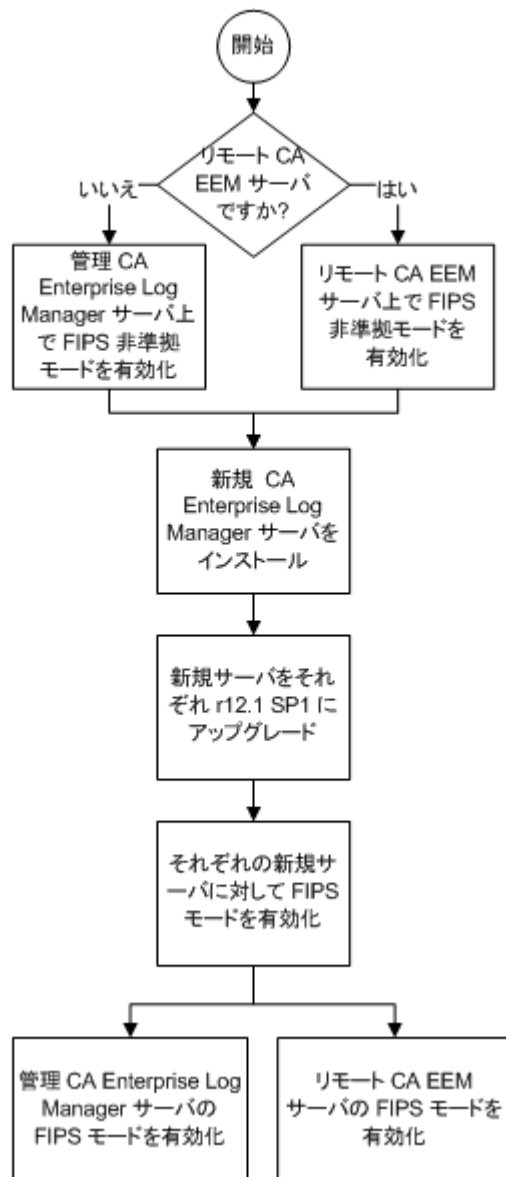 開始
リモート CA
EEM サーバ
ですか?
いいえ
はい
管理 CA
Enterprise Log
Manager サーバ上
で FIPS 非準拠
モードを有効化
リモート CA EEM
サーバ上で FIPS
非準拠モードを
有効化
新規 CA
Enterprise Log
Manager サーバを
インストール
新規サーバをそれ
ぞれ r12.1 SP1 に
アップグレード
それぞれの新規サ
ーバに対して FIPS
モードを有効化
管理 CA Enterprise Log
Manager サーバの
FIPS モードを有効化
リモート CA EEM
サーバの FIPS モードを
有効化